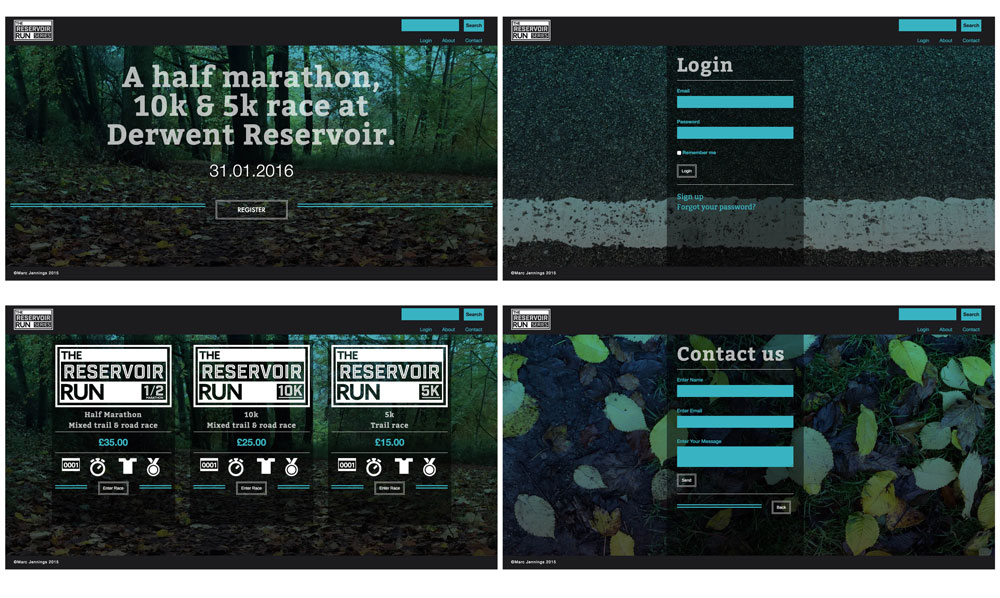 THE
RESERVOIR
RUN SERIES
Search
Login About Contact
A half marathon,
10k & 5k race at
Derwent Reservoir.
31.01.2016
REGISTER
©Marc Jennings 2015
THE
RESERVOIR
RUN SERIES
Search
Login About Contact
Login
Email
Password
Remember me
Login
Sign up
Forgot your password?
©Marc Jennings 2015
THE
RESERVOIR
RUN SERIES
Search
Login About Contact
THE
RESERVOIR
RUN 1/2
MARATHON
Half Marathon
Mixed trail & road race
£35.00
0001
Enter Race
THE
RESERVOIR
RUN 10K
10k
Mixed trail & road race
£25.00
0001
Enter Race
THE
RESERVOIR
RUN 5K
5k
Trail race
£15.00
0001
Enter Race
©Marc Jennings 2015
THE
RESERVOIR
RUN SERIES
Search
Login About Contact
Contact us
Enter Name
Enter Email
Enter Your Message
Send
Back
©Marc Jennings 2015